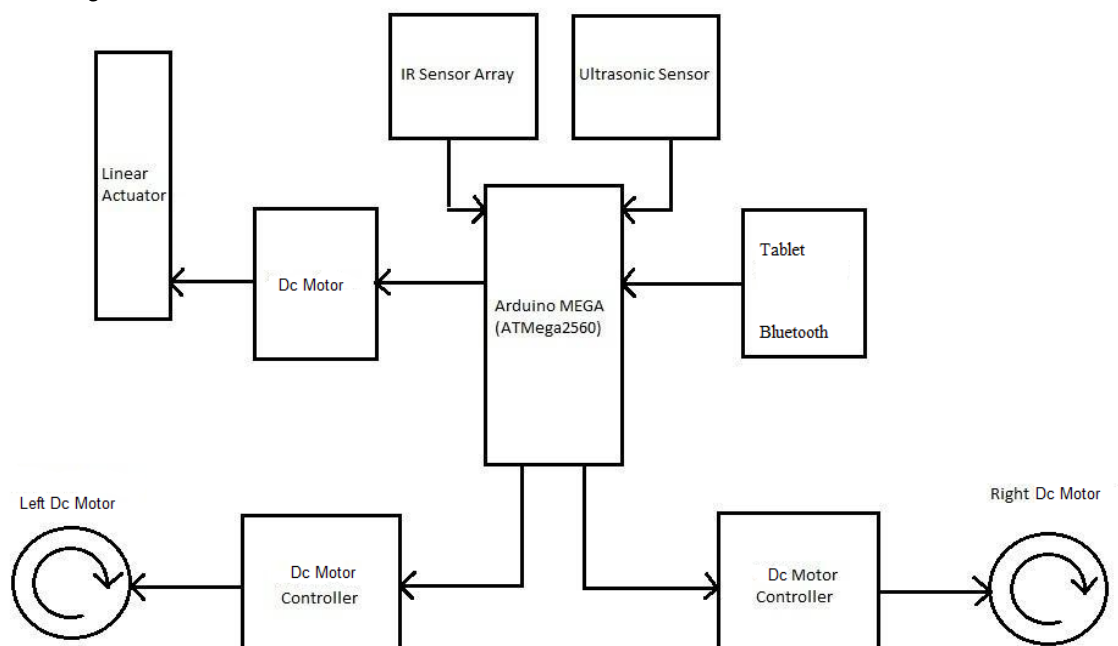 IR Sensor Array
Ultrasonic Sensor
Linear
Actuator
Dc Motor
Arduino MEGA
(ATMega2560)
Tablet
Bluetooth
Left Dc Motor
Dc Motor
Controller
Dc Motor
Controller
Right Dc Motor